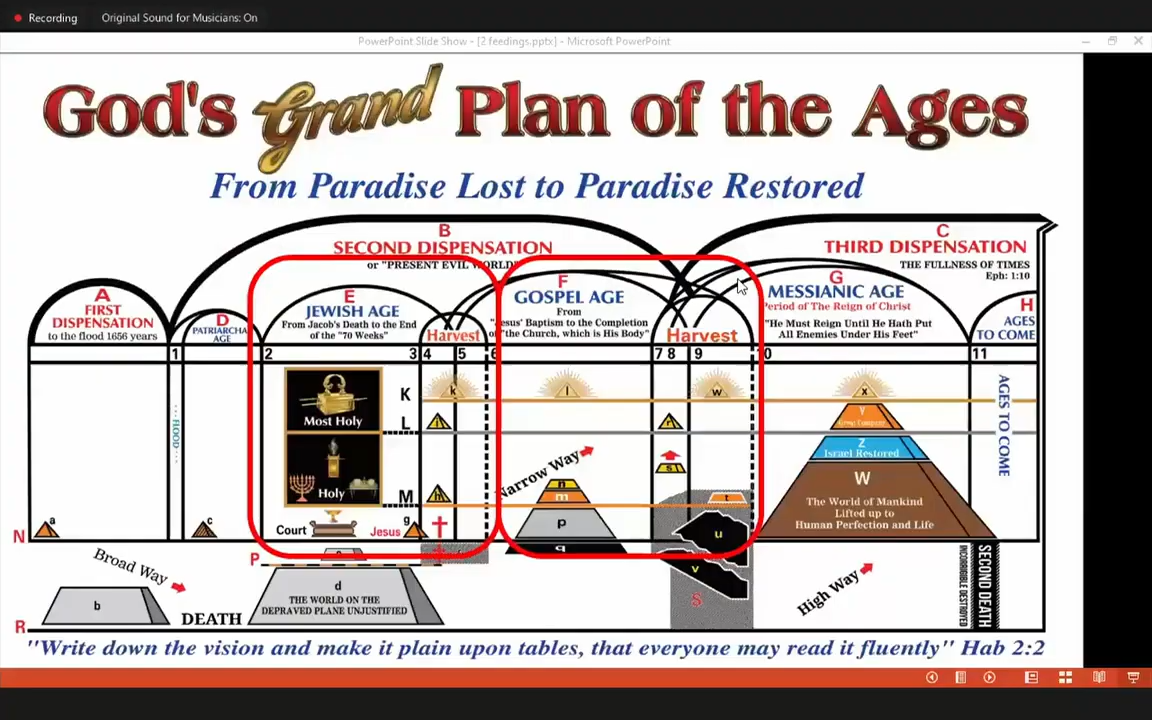 Recording
Original Sound for Musicians: On
PowerPoint Slide Show - [2 feedings.pptx] - Microsoft PowerPoint
God's Grand Plan of the Ages
From Paradise Lost to Paradise Restored
B
SECOND DISPENSATION
or "PRESENT EVIL WORLD
C
THIRD DISPENSATION
THE FULLNESS OF TIMES
Eph: 1:10
A
FIRST
DISPENSATION
to the flood 1656 years
D
PATRIARCHA
AGE
E
JEWISH AGE
From Jacob's Death to the End
of the "70 Weeks"
Harvest
F
GOSPEL AGE
From
"Jesus' Baptism to the Completion
of the Church, which is His Body"
Harvest
G
MESSIANIC AGE
Period of The Reign of Christ
"He Must Reign Until He Hath Put
All Enemies Under His Feet"
H
AGES
TO COME
1 2 3 4 5 6 7 8 9 10 11
FLOOD
Most Holy
Holy
Court
Jesus
K
L
M
N
P
R
k
l
w
x
i
r
h
s
t
a
c
g
n
m
p
q
u
v
S
Narrow Way
Y
Z
Israel Restored
W
The World of Mankind
Lifted up to
Human Perfection and Life
AGES TO COME
Broad Way
b
DEATH
d
THE WORLD ON THE
DEPRAVED PLANE UNJUSTIFIED
High Way
INCORRIGIBLE DESTROYED
SECOND DEATH
"Write down the vision and make it plain upon tables, that everyone may read it fluently" Hab 2:2